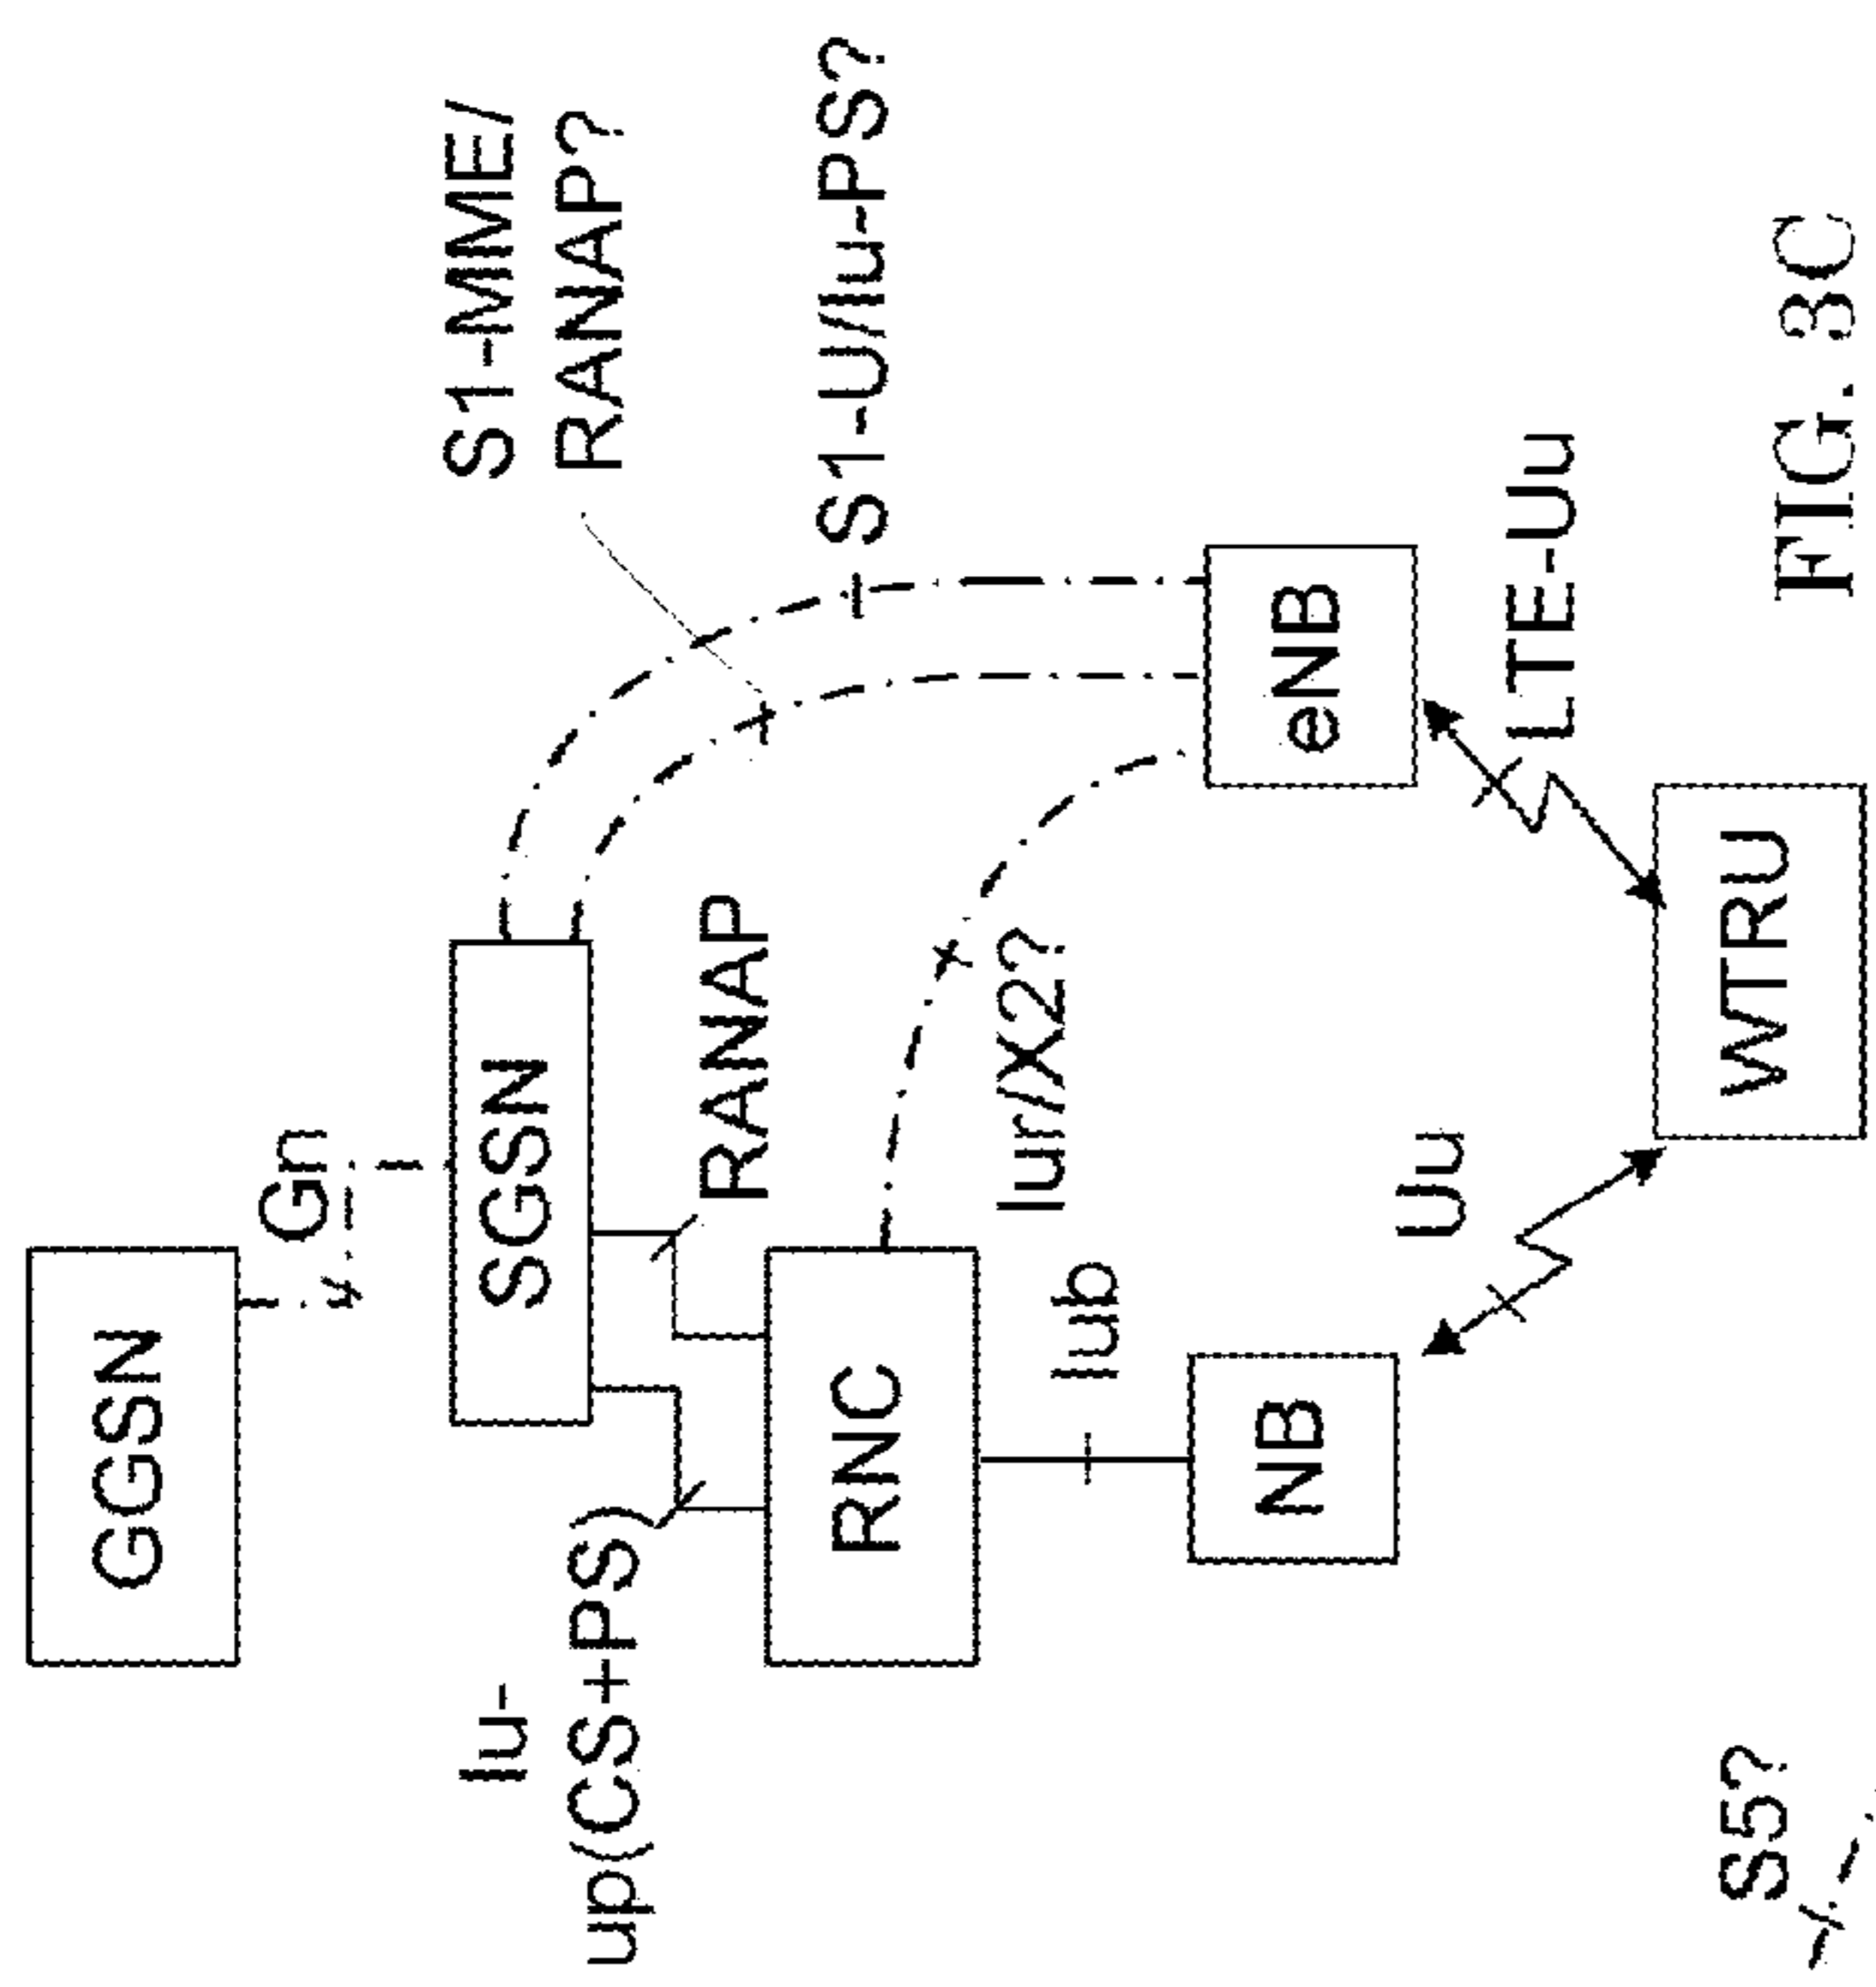 GGSN
Gn
SGSN
S1-MME/
RANAP?
S1-U/Iu-PS?
Iu-
up(CS+PS)
RANAP
RNC
Iur/X2?
Iub
NB
eNB
Uu
LTE-Uu
WTRU
S5?
FIG. 3C